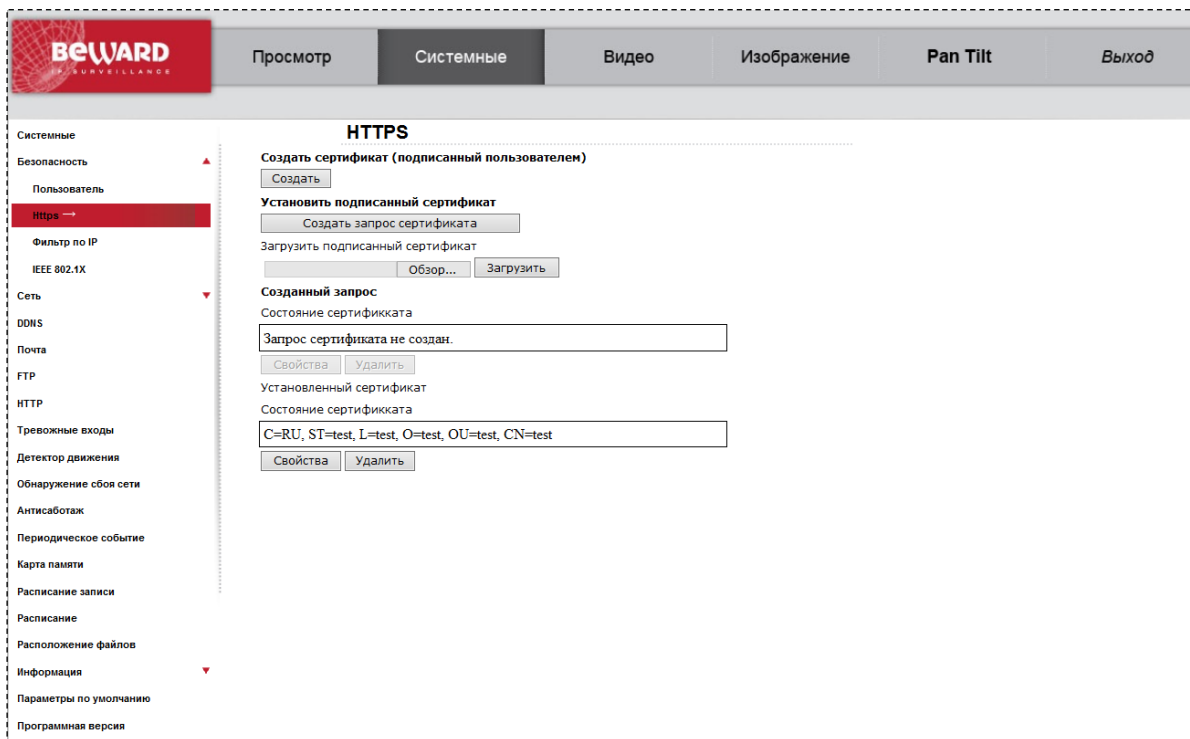 BEWARD
IP SURVEILLANCE
Просмотр
Системные
Видео
Изображение
Pan Tilt
Выход
Системные
Безопасность
Пользователь
Https →
Фильтр по IP
IEEE 802.1X
Сеть
DDNS
Почта
FTP
HTTP
Тревожные входы
Детектор движения
Обнаружение сбоя сети
Антисаботаж
Периодическое событие
Карта памяти
Расписание записи
Расписание
Расположение файлов
Информация
Параметры по умолчанию
Программная версия
HTTPS
Создать сертификат (подписанный пользователем)
Создать
Установить подписанный сертификат
Создать запрос сертификата
Загрузить подписанный сертификат
Обзор... Загрузить
Созданный запрос
Состояние сертификката
Запрос сертификата не создан.
Свойства Удалить
Установленный сертификат
Состояние сертификката
C=RU, ST=test, L=test, O=test, OU=test, CN=test
Свойства Удалить